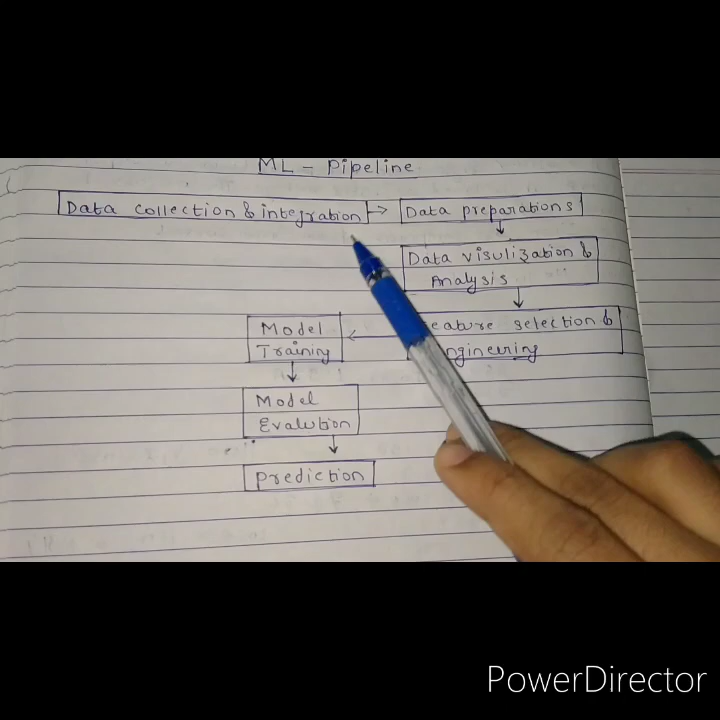 ML - Pipeline
Data collection & integration → Data preparations
Data visulization &
Analysis
Model
Training
eature selection &
ngineering
Model
Evalution
prediction
PowerDirector